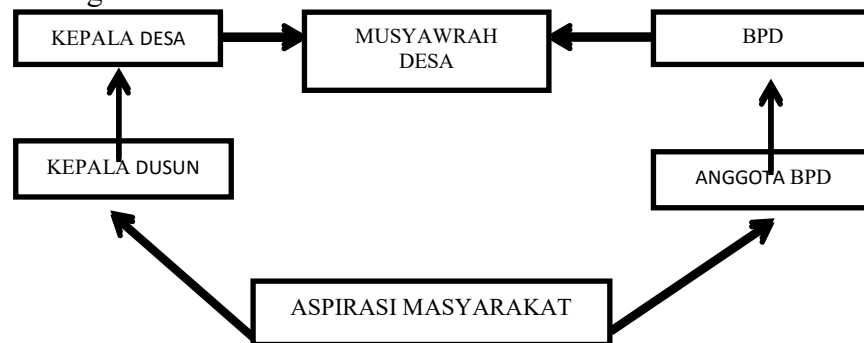 KEPALA DESA
MUSYAWRAH
DESA
BPD
KEPALA DUSUN
ANGGOTA BPD
ASPIRASI MASYARAKAT